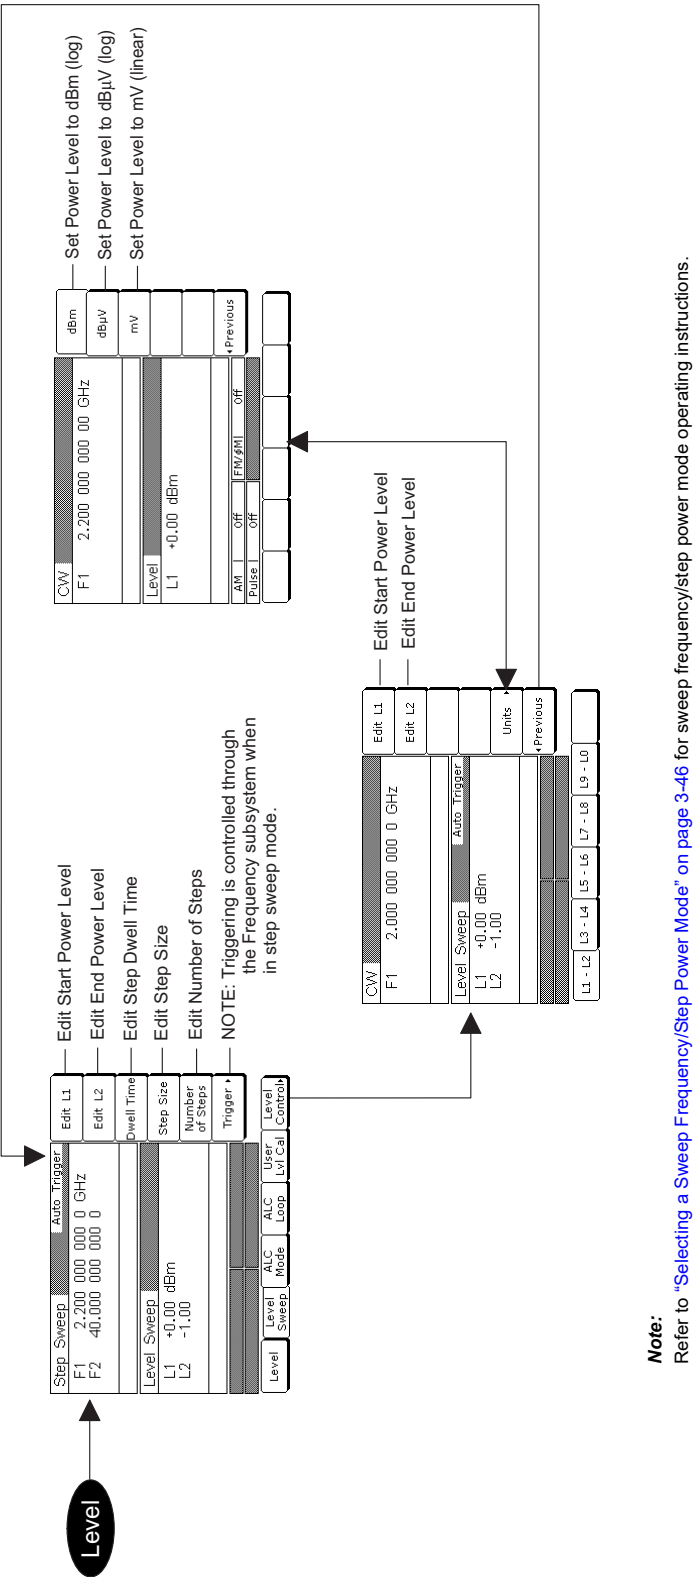 Level
Step Sweep Auto Trigger
F1 2.200 000 000 0 GHz
F2 40.000 000 000 0
Level Sweep
L1 +0.00 dBm
L2 -1.00
Edit L1
Edit L2
Dwell Time
Step Size
Number
of Steps
Trigger
Level
Level
Sweep
ALC
Mode
ALC
Loop
User
Lvl Cal
Level
Control
Edit Start Power Level
Edit End Power Level
Edit Step Dwell Time
Edit Step Size
Edit Number of Steps
NOTE: Triggering is controlled through
the Frequency subsystem when
in step sweep mode.
CW
F1 2.000 000 000 0 GHz
Level Sweep Auto Trigger
L1 +0.00 dBm
L2 -1.00
Edit L1
Edit L2
Units
Previous
L1 - L2
L3 - L4
L5 - L6
L7 - L8
L9 - L0
Edit Start Power Level
Edit End Power Level
CW
F1 2.200 000 000 00 GHz
Level
L1 +0.00 dBm
AM Off FM/ϕM Off
Pulse Off
dBm
dBµV
mV
Previous
Set Power Level to dBm (log)
Set Power Level to dBµV (log)
Set Power Level to mV (linear)
Note:
Refer to “Selecting a Sweep Frequency/Step Power Mode” on page 3-46 for sweep frequency/step power mode operating instructions.